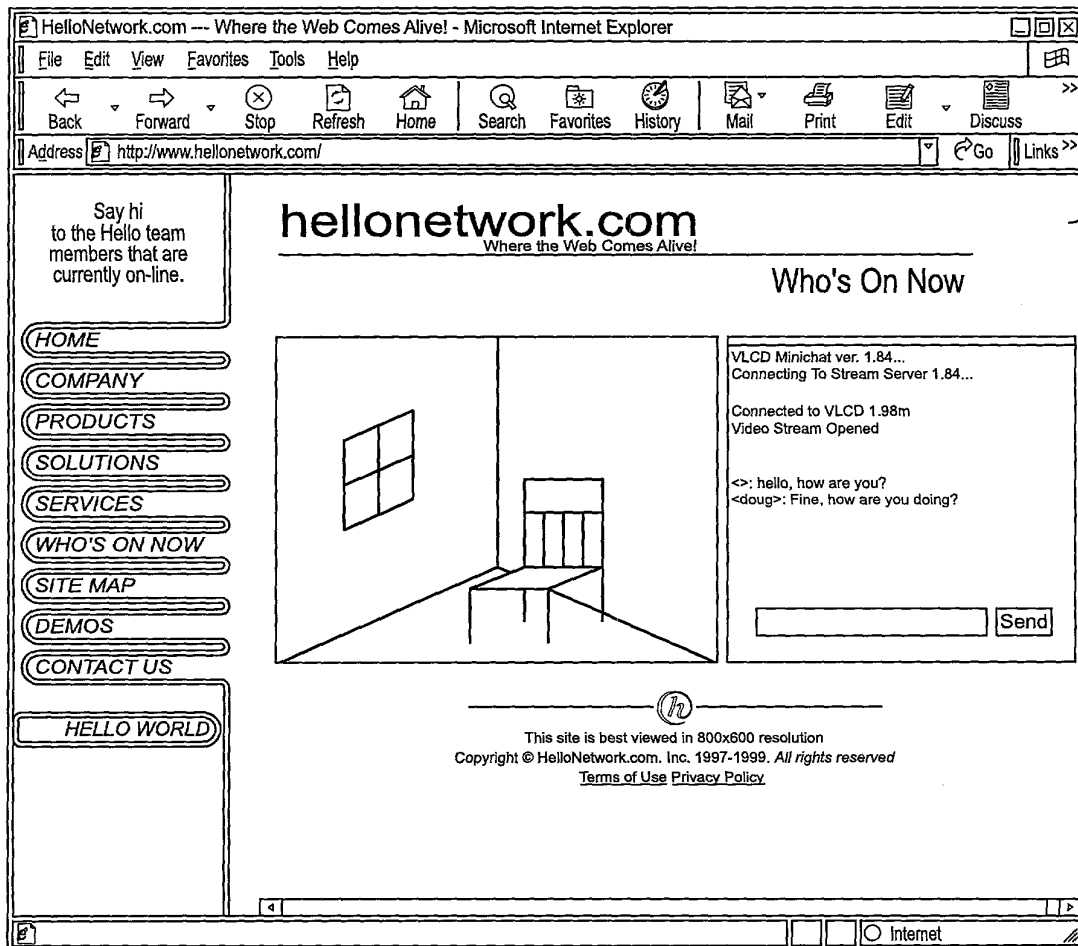 HelloNetwork.com --- Where the Web Comes Alive! - Microsoft Internet Explorer
File Edit View Favorites Tools Help
Back Forward Stop Refresh Home Search Favorites History Mail Print Edit Discuss >>
Address http://www.hellonetwork.com/ Go Links >>
Say hi
to the Hello team
members that are
currently on-line.
HOME
COMPANY
PRODUCTS
SOLUTIONS
SERVICES
WHO'S ON NOW
SITE MAP
DEMOS
CONTACT US
HELLO WORLD
hellonetwork.com
Where the Web Comes Alive!
Who's On Now
VLCD Minichat ver. 1.84...
Connecting To Stream Server 1.84...
Connected to VLCD 1.98m
Video Stream Opened
<>: hello, how are you?
<doug>: Fine, how are you doing?
Send
h
This site is best viewed in 800x600 resolution
Copyright © HelloNetwork.com. Inc. 1997-1999. All rights reserved
Terms of Use Privacy Policy
Internet